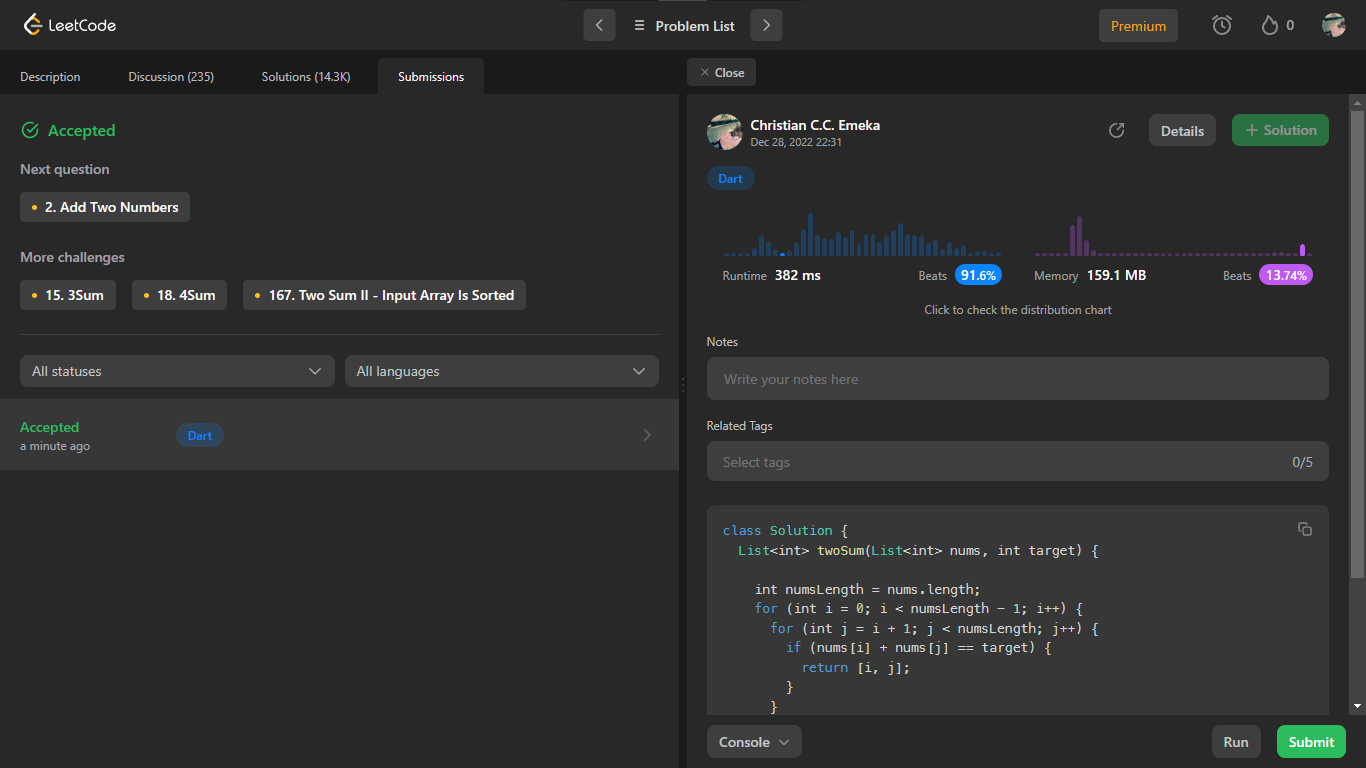 LeetCode
Problem List
Premium
0
Description
Discussion (235)
Solutions (14.3K)
Submissions
Close
Accepted
Next question
2. Add Two Numbers
More challenges
15. 3Sum
18. 4Sum
167. Two Sum II - Input Array Is Sorted
All statuses
All languages
Accepted
a minute ago
Dart
Christian C.C. Emeka
Dec 28, 2022 22:31
Details
+ Solution
Dart
Runtime 382 ms
Beats 91.6%
Memory 159.1 MB
Beats 13.74%
Click to check the distribution chart
Notes
Write your notes here
Related Tags
Select tags
0/5
class Solution {
List<int> twoSum(List<int> nums, int target) {
int numsLength = nums.length;
for (int i = 0; i < numsLength - 1; i++) {
for (int j = i + 1; j < numsLength; j++) {
if (nums[i] + nums[j] == target) {
return [i, j];
}
}
Console
Run
Submit